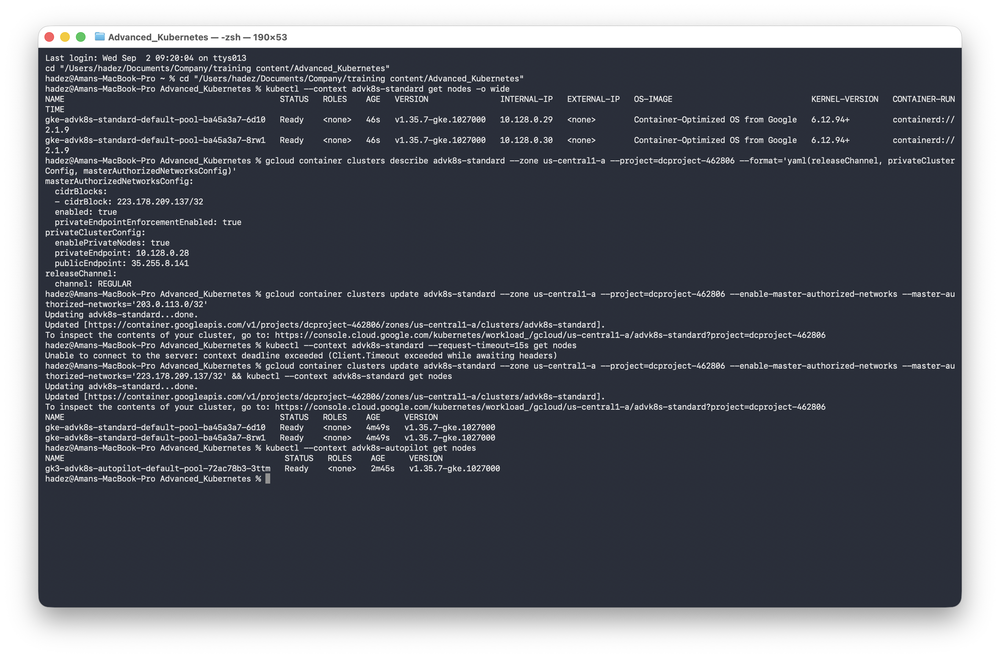 Advanced_Kubernetes — -zsh — 190×53
Last login: Wed Sep  2 09:20:04 on ttys013
cd "/Users/hadez/Documents/Company/training content/Advanced_Kubernetes"
hadez@Amans-MacBook-Pro ~ % cd "/Users/hadez/Documents/Company/training content/Advanced_Kubernetes"
hadez@Amans-MacBook-Pro Advanced_Kubernetes % kubectl --context advk8s-standard get nodes -o wide
NAME                                             STATUS   ROLES    AGE   VERSION               INTERNAL-IP   EXTERNAL-IP   OS-IMAGE                             KERNEL-VERSION   CONTAINER-RUN
TIME
gke-advk8s-standard-default-pool-ba45a3a7-6d10   Ready    <none>   46s   v1.35.7-gke.1027000   10.128.0.29   <none>        Container-Optimized OS from Google   6.12.94+         containerd://
2.1.9
gke-advk8s-standard-default-pool-ba45a3a7-8rw1   Ready    <none>   46s   v1.35.7-gke.1027000   10.128.0.30   <none>        Container-Optimized OS from Google   6.12.94+         containerd://
2.1.9
hadez@Amans-MacBook-Pro Advanced_Kubernetes % gcloud container clusters describe advk8s-standard --zone us-central1-a --project=dcproject-462806 --format='yaml(releaseChannel, privateCluster
Config, masterAuthorizedNetworksConfig)'
masterAuthorizedNetworksConfig:
  cidrBlocks:
  - cidrBlock: 223.178.209.137/32
  enabled: true
  privateEndpointEnforcementEnabled: true
privateClusterConfig:
  enablePrivateNodes: true
  privateEndpoint: 10.128.0.28
  publicEndpoint: 35.255.8.141
releaseChannel:
  channel: REGULAR
hadez@Amans-MacBook-Pro Advanced_Kubernetes % gcloud container clusters update advk8s-standard --zone us-central1-a --project=dcproject-462806 --enable-master-authorized-networks --master-au
thorized-networks='203.0.113.0/32'
Updating advk8s-standard...done.
Updated [https://container.googleapis.com/v1/projects/dcproject-462806/zones/us-central1-a/clusters/advk8s-standard].
To inspect the contents of your cluster, go to: https://console.cloud.google.com/kubernetes/workload_/gcloud/us-central1-a/advk8s-standard?project=dcproject-462806
hadez@Amans-MacBook-Pro Advanced_Kubernetes % kubectl --context advk8s-standard --request-timeout=15s get nodes
Unable to connect to the server: context deadline exceeded (Client.Timeout exceeded while awaiting headers)
hadez@Amans-MacBook-Pro Advanced_Kubernetes % gcloud container clusters update advk8s-standard --zone us-central1-a --project=dcproject-462806 --enable-master-authorized-networks --master-au
thorized-networks='223.178.209.137/32' && kubectl --context advk8s-standard get nodes
Updating advk8s-standard...done.
Updated [https://container.googleapis.com/v1/projects/dcproject-462806/zones/us-central1-a/clusters/advk8s-standard].
To inspect the contents of your cluster, go to: https://console.cloud.google.com/kubernetes/workload_/gcloud/us-central1-a/advk8s-standard?project=dcproject-462806
NAME                                             STATUS   ROLES    AGE     VERSION
gke-advk8s-standard-default-pool-ba45a3a7-6d10   Ready    <none>   4m49s   v1.35.7-gke.1027000
gke-advk8s-standard-default-pool-ba45a3a7-8rw1   Ready    <none>   4m49s   v1.35.7-gke.1027000
hadez@Amans-MacBook-Pro Advanced_Kubernetes % kubectl --context advk8s-autopilot get nodes
NAME                                              STATUS   ROLES    AGE     VERSION
gk3-advk8s-autopilot-default-pool-72ac78b3-3ttm   Ready    <none>   2m45s   v1.35.7-gke.1027000
hadez@Amans-MacBook-Pro Advanced_Kubernetes %